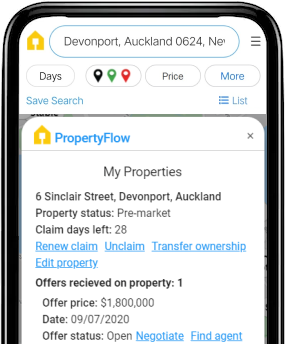 Devonport, Auckland 0624, Nev
Days
Price
More
Save Search
List
PropertyFlow
×
My Properties
6 Sinclair Street, Devonport, Auckland
Property status: Pre-market
Claim days left: 28
Renew claim Unclaim Transfer ownership
Edit property
Offers recieved on property: 1
Offer price: $1,800,000
Date: 09/07/2020
Offer status: Open Negotiate Find agent